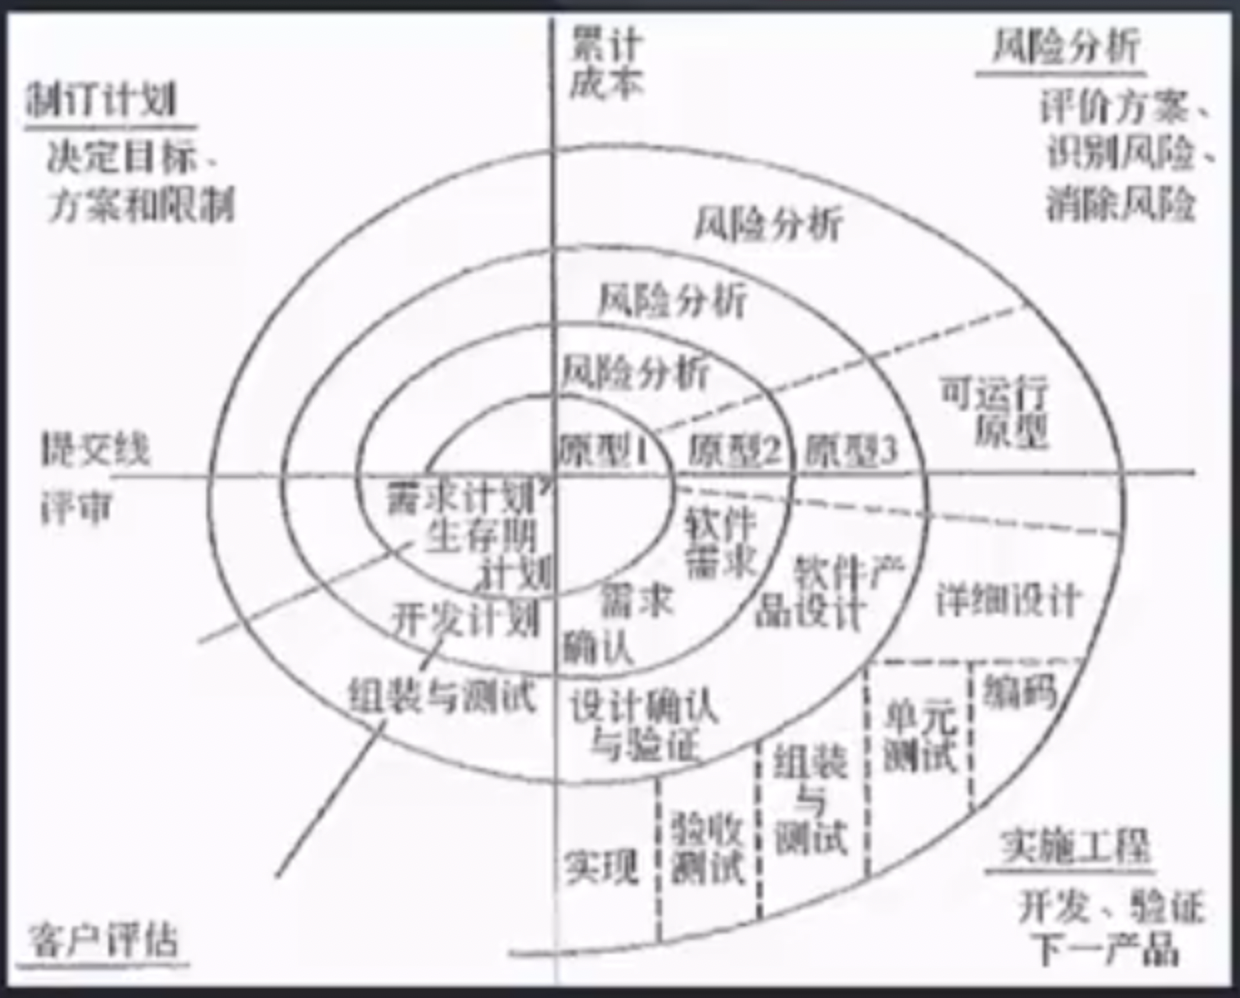 累计
成本
制订计划
决定目标、
方案和限制
风险分析
评价方案、
识别风险、
消除风险
风险分析
风险分析
风险分析
可运行
原型
原型1
原型2
原型3
提交线
评审
需求计划
生存期
计划
软件
需求
软件产
品设计
详细设计
需求
确认
开发计划
组装与测试
设计确认
与验证
组装
与
测试
单元
测试
编码
实现
验收
测试
实施工程
开发、验证
下一产品
客户评估